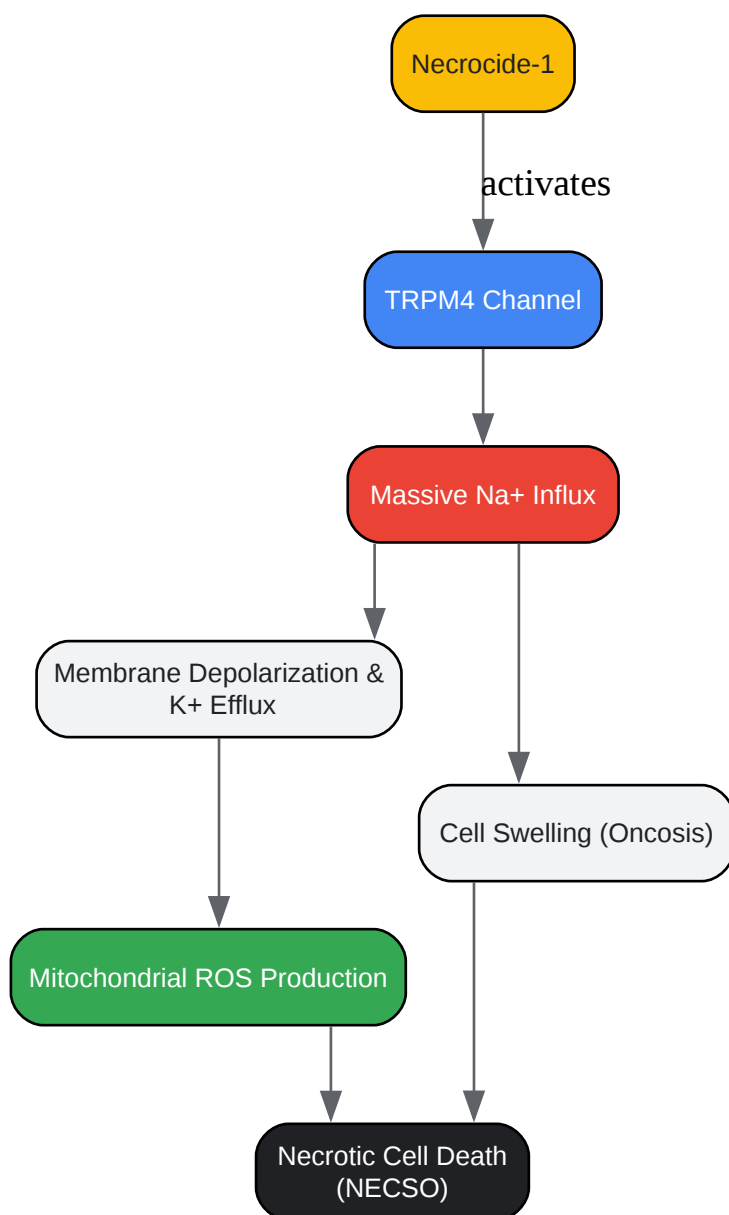 Necrocide-1
activates
TRPM4 Channel
Massive Na+ Influx
Membrane Depolarization &
K+ Efflux
Cell Swelling (Oncosis)
Mitochondrial ROS Production
Necrotic Cell Death
(NECSO)